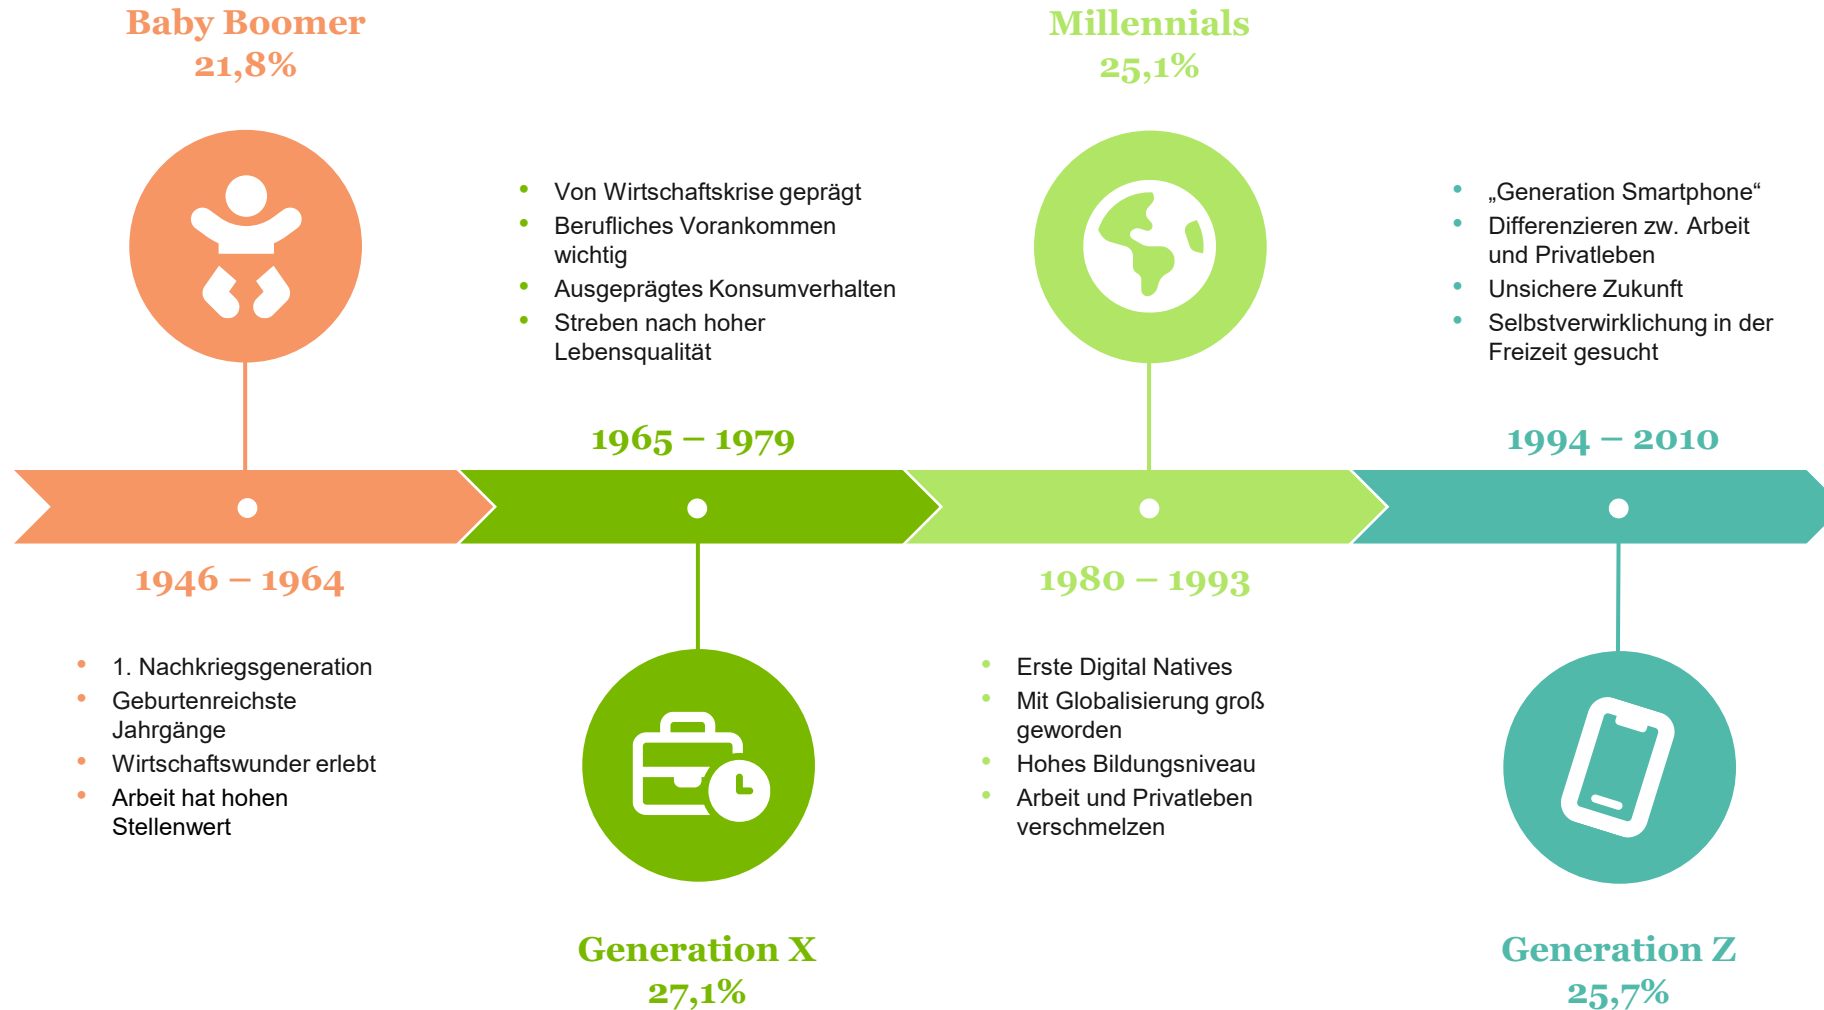 Baby Boomer
21,8%
1946 – 1964
• 1. Nachkriegsgeneration
• Geburtenreichste
Jahrgänge
• Wirtschaftswunder erlebt
• Arbeit hat hohen
Stellenwert
• Von Wirtschaftskrise geprägt
• Berufliches Vorankommen
wichtig
• Ausgeprägtes Konsumverhalten
• Streben nach hoher
Lebensqualität
1965 – 1979
Generation X
27,1%
Millennials
25,1%
1980 – 1993
• Erste Digital Natives
• Mit Globalisierung groß
geworden
• Hohes Bildungsniveau
• Arbeit und Privatleben
verschmelzen
• „Generation Smartphone“
• Differenzieren zw. Arbeit
und Privatleben
• Unsichere Zukunft
• Selbstverwirklichung in der
Freizeit gesucht
1994 – 2010
Generation Z
25,7%